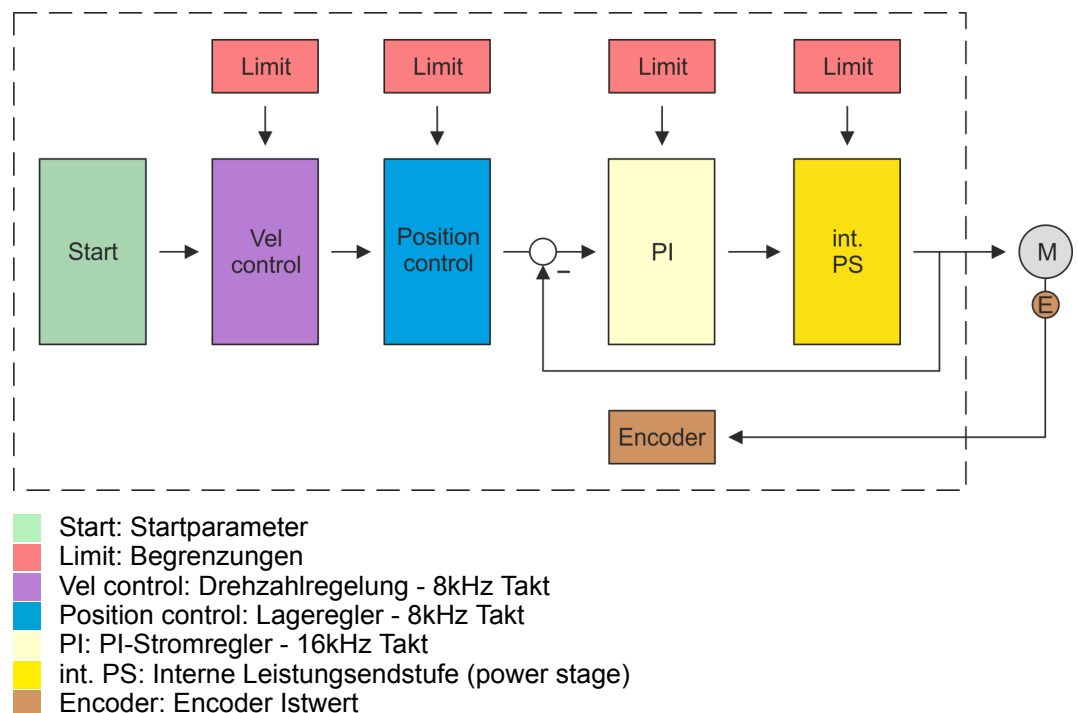 Limit
Limit
Limit
Limit
Start
Vel
control
Position
control
–
PI
int.
PS
M
E
Encoder
Start: Startparameter
Limit: Begrenzungen
Vel control: Drehzahlregelung - 8kHz Takt
Position control: Lageregler - 8kHz Takt
PI: PI-Stromregler - 16kHz Takt
int. PS: Interne Leistungsendstufe (power stage)
Encoder: Encoder Istwert